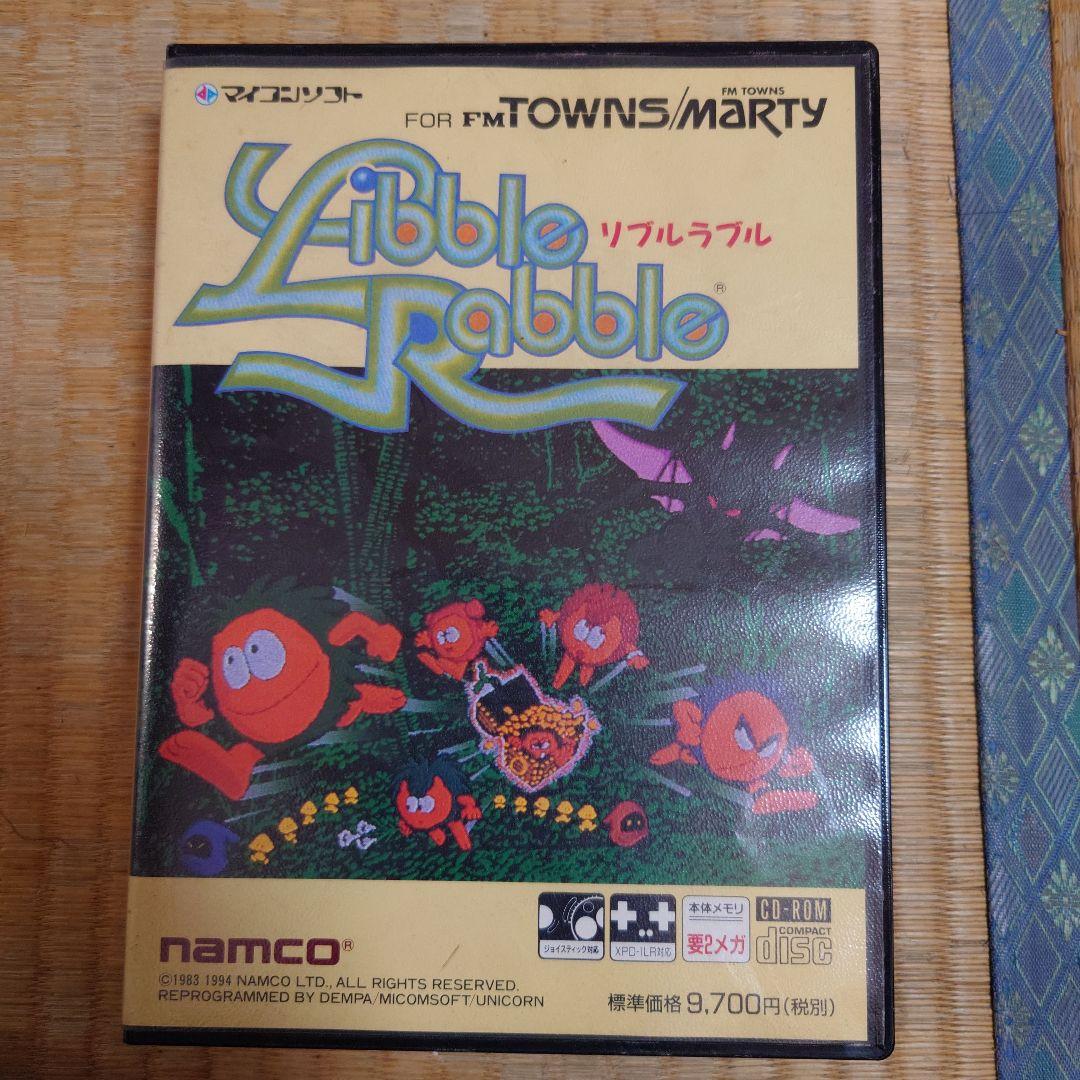 マイコンソフト
FOR FM TOWNS/MARTY
FM TOWNS
Libble
リブルラブル
Rabble®
namco®
ジョイスティック対応
XPD-1LR対応
本体メモリ
要2メガ
CD-ROM
COMPACT
disc
©1983 1994 NAMCO LTD., ALL RIGHTS RESERVED.
REPROGRAMMED BY DEMPA/MICOMSOFT/UNICORN
標準価格 9,700円(税別)